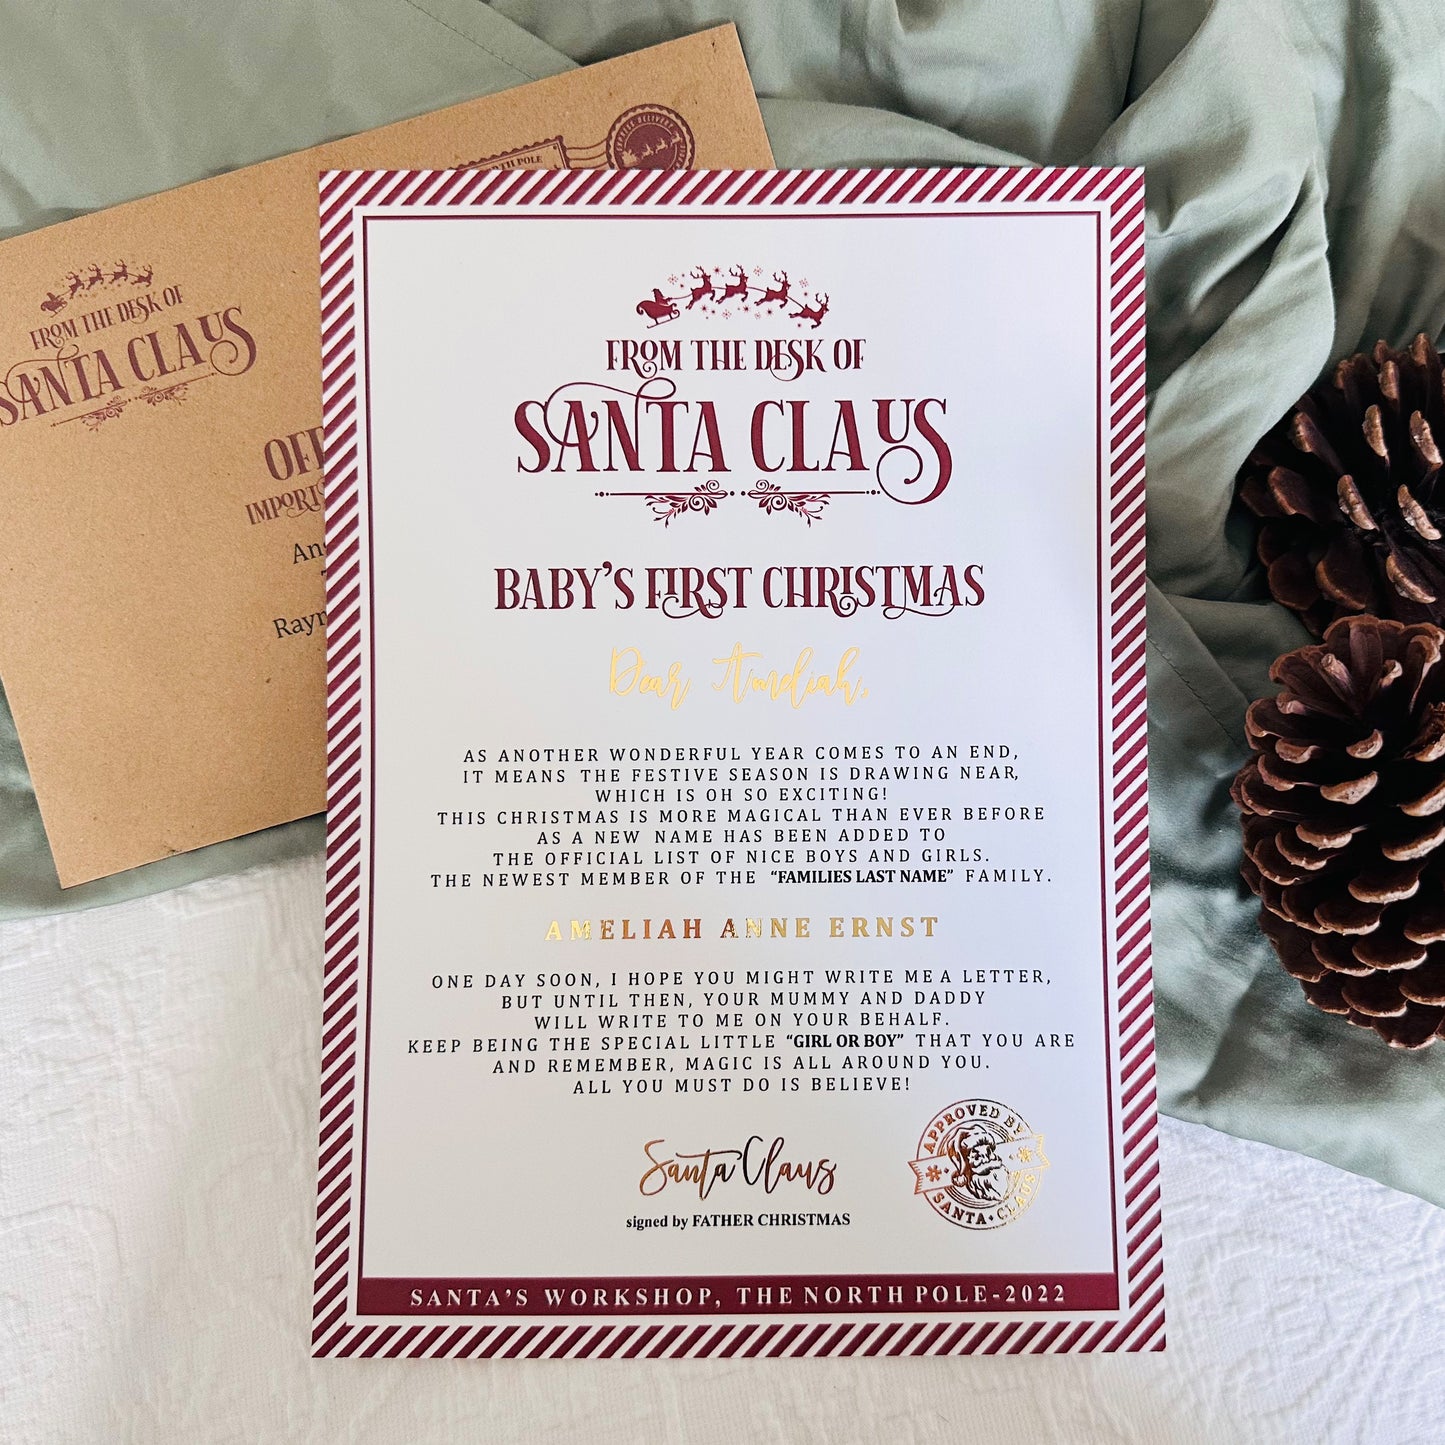 NORTH POLE
EXPRESS DELIVERY
FROM THE DESK OF
SANTA CLAUS
FROM THE DESK OF
SANTA CLAUS
BABY'S FIRST CHRISTMAS
Dear Ameliah,
AS ANOTHER WONDERFUL YEAR COMES TO AN END,
IT MEANS THE FESTIVE SEASON IS DRAWING NEAR,
WHICH IS OH SO EXCITING!
THIS CHRISTMAS IS MORE MAGICAL THAN EVER BEFORE
AS A NEW NAME HAS BEEN ADDED TO
THE OFFICIAL LIST OF NICE BOYS AND GIRLS.
THE NEWEST MEMBER OF THE "FAMILIES LAST NAME" FAMILY.
AMELIAH ANNE ERNST
ONE DAY SOON, I HOPE YOU MIGHT WRITE ME A LETTER,
BUT UNTIL THEN, YOUR MUMMY AND DADDY
WILL WRITE TO ME ON YOUR BEHALF.
KEEP BEING THE SPECIAL LITTLE "GIRL OR BOY" THAT YOU ARE
AND REMEMBER, MAGIC IS ALL AROUND YOU.
ALL YOU MUST DO IS BELIEVE!
Santa Claus
signed by FATHER CHRISTMAS
APPROVED BY
SANTA CLAUS
SANTA'S WORKSHOP, THE NORTH POLE-2022